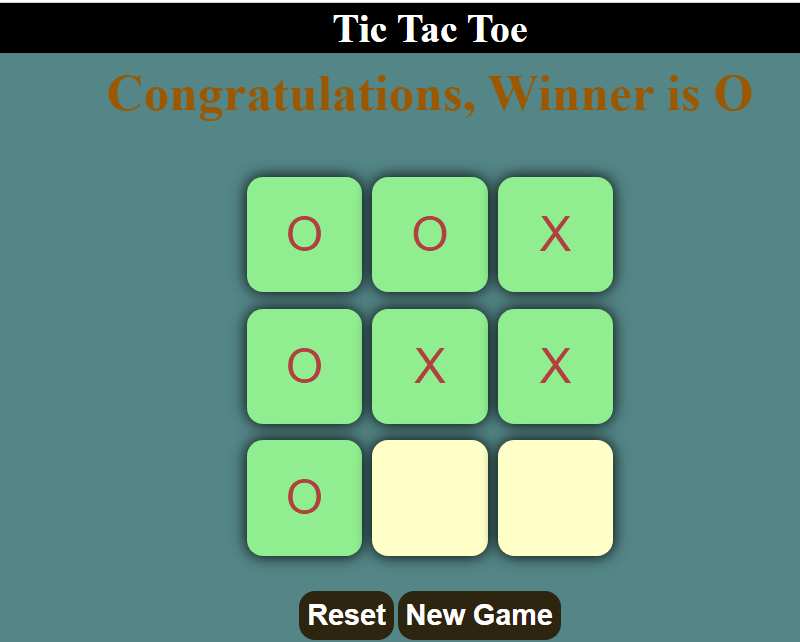 Tic Tac Toe
Congratulations, Winner is O
O O X
O X X
O
Reset New Game